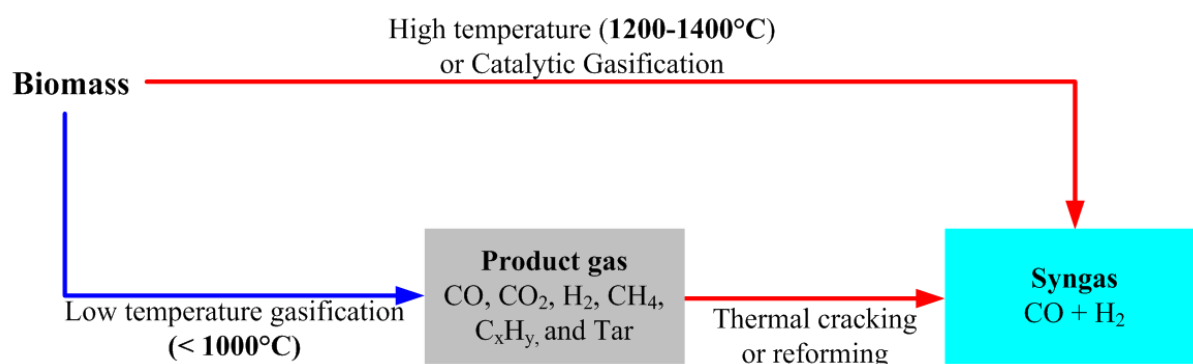 High temperature (1200-1400°C)
or Catalytic Gasification
Biomass
Product gas
CO, CO₂, H₂, CH₄,
CₓHᵧ, and Tar
Syngas
CO + H₂
Low temperature gasification
(< 1000°C)
Thermal cracking
or reforming